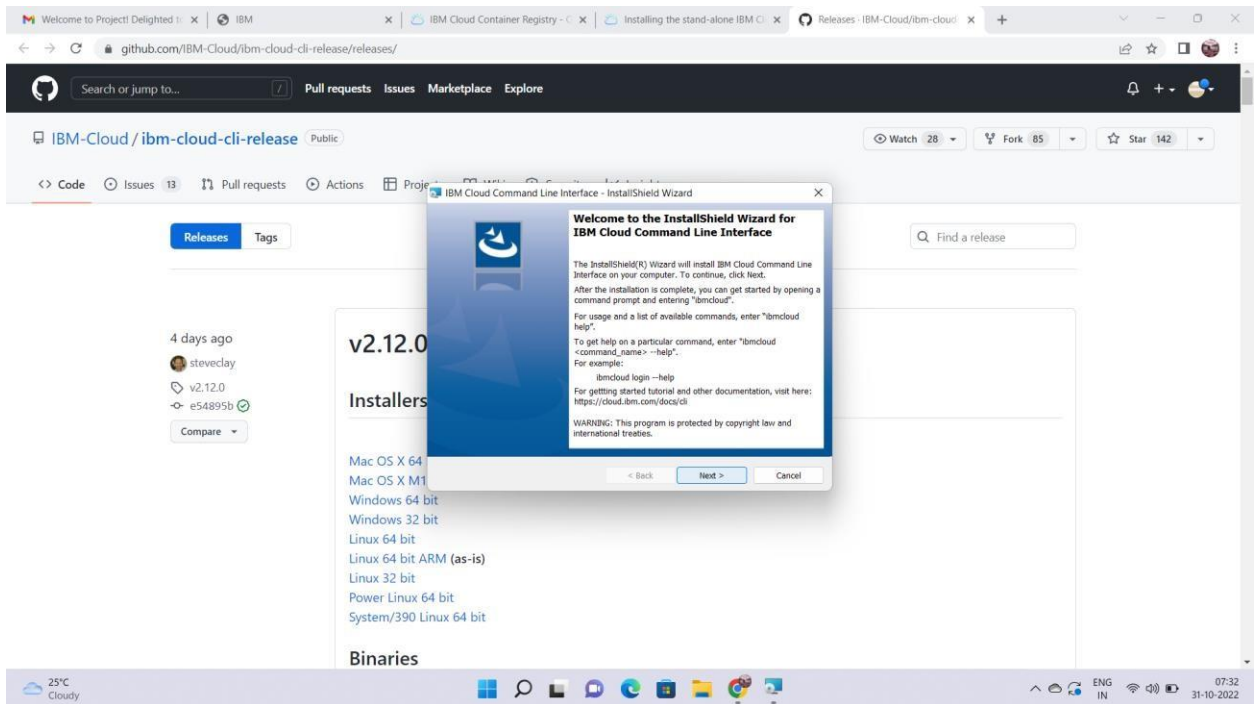 Welcome to Project! Delighted t
IBM
IBM Cloud Container Registry - C
Installing the stand-alone IBM Cl
Releases · IBM-Cloud/ibm-cloud
github.com/IBM-Cloud/ibm-cloud-cli-release/releases/
Search or jump to...
/
Pull requests Issues Marketplace Explore
IBM-Cloud / ibm-cloud-cli-release Public
Watch 28
Fork 85
Star 142
Code
Issues 13
Pull requests
Actions
IBM Cloud Command Line Interface - InstallShield Wizard
Welcome to the InstallShield Wizard for
IBM Cloud Command Line Interface
The InstallShield(R) Wizard will install IBM Cloud Command Line
Interface on your computer. To continue, click Next.
After the installation is complete, you can get started by opening a
command prompt and entering "ibmcloud".
For usage and a list of available commands, enter "ibmcloud
help".
To get help on a particular command, enter "ibmcloud
<command_name> --help".
For example:
ibmcloud login --help
For gettting started tutorial and other documentation, visit here:
https://cloud.ibm.com/docs/cli
WARNING: This program is protected by copyright law and
international treaties.
< Back
Next >
Cancel
Releases
Tags
Find a release
4 days ago
steveclay
v2.12.0
e54895b
Compare
v2.12.0
Installers
Mac OS X 64
Mac OS X M1
Windows 64 bit
Windows 32 bit
Linux 64 bit
Linux 64 bit ARM (as-is)
Linux 32 bit
Power Linux 64 bit
System/390 Linux 64 bit
Binaries
25°C
Cloudy
ENG
IN
07:32
31-10-2022